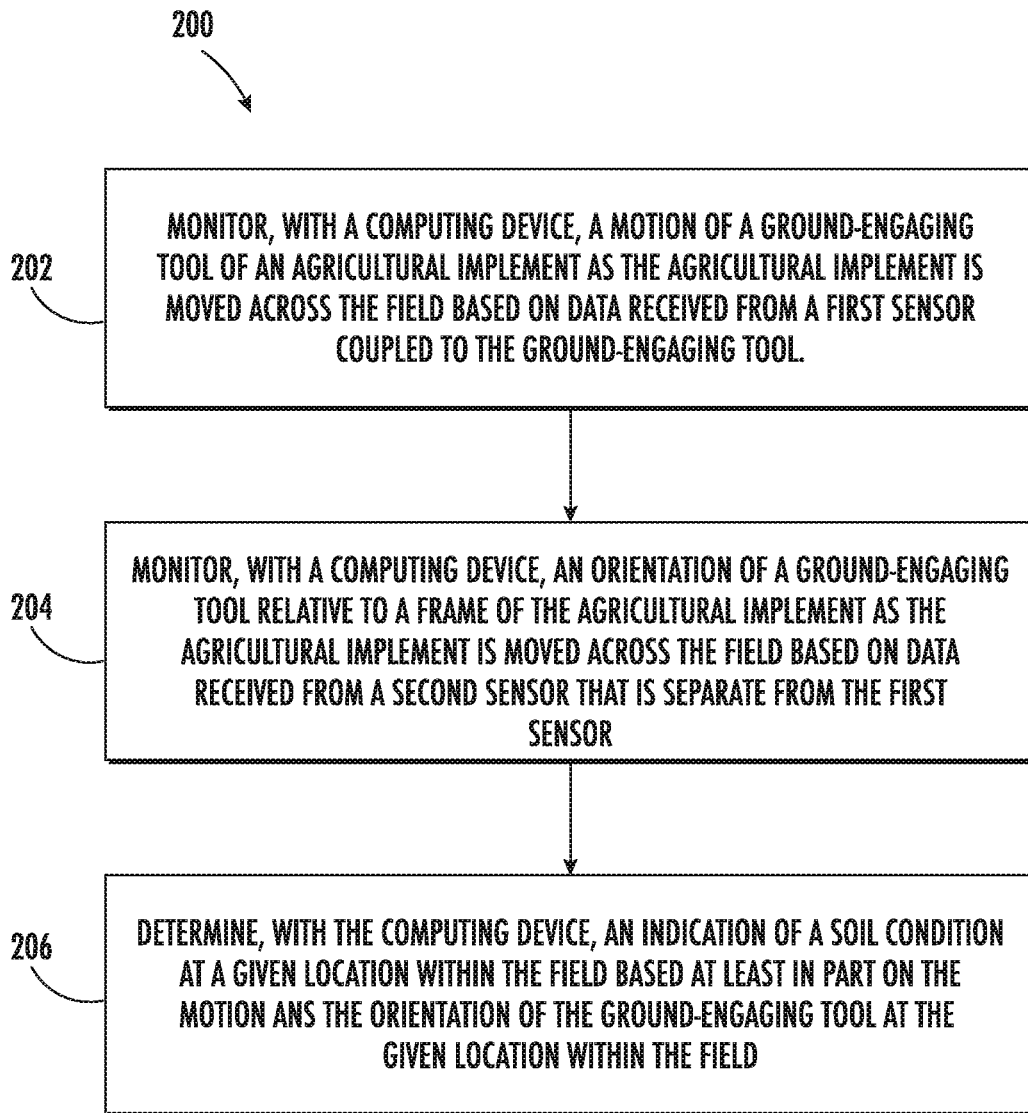 200
202
MONITOR, WITH A COMPUTING DEVICE, A MOTION OF A GROUND-ENGAGING
TOOL OF AN AGRICULTURAL IMPLEMENT AS THE AGRICULTURAL IMPLEMENT IS
MOVED ACROSS THE FIELD BASED ON DATA RECEIVED FROM A FIRST SENSOR
COUPLED TO THE GROUND-ENGAGING TOOL.
204
MONITOR, WITH A COMPUTING DEVICE, AN ORIENTATION OF A GROUND-ENGAGING
TOOL RELATIVE TO A FRAME OF THE AGRICULTURAL IMPLEMENT AS THE
AGRICULTURAL IMPLEMENT IS MOVED ACROSS THE FIELD BASED ON DATA
RECEIVED FROM A SECOND SENSOR THAT IS SEPARATE FROM THE FIRST
SENSOR
206
DETERMINE, WITH THE COMPUTING DEVICE, AN INDICATION OF A SOIL CONDITION
AT A GIVEN LOCATION WITHIN THE FIELD BASED AT LEAST IN PART ON THE
MOTION ANS THE ORIENTATION OF THE GROUND-ENGAGING TOOL AT THE
GIVEN LOCATION WITHIN THE FIELD